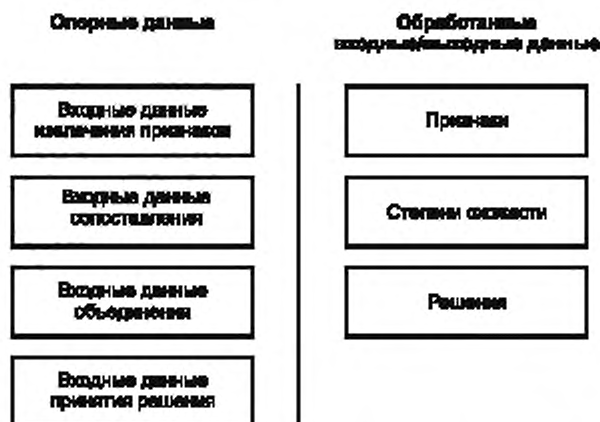 Опорные данные
Обработанные
входные/выходные данные
Входные данные
извлечения признаков
Признаки
Входные данные
сопоставления
Степени схожести
Входные данные
объединения
Решения
Входные данные
принятия решения